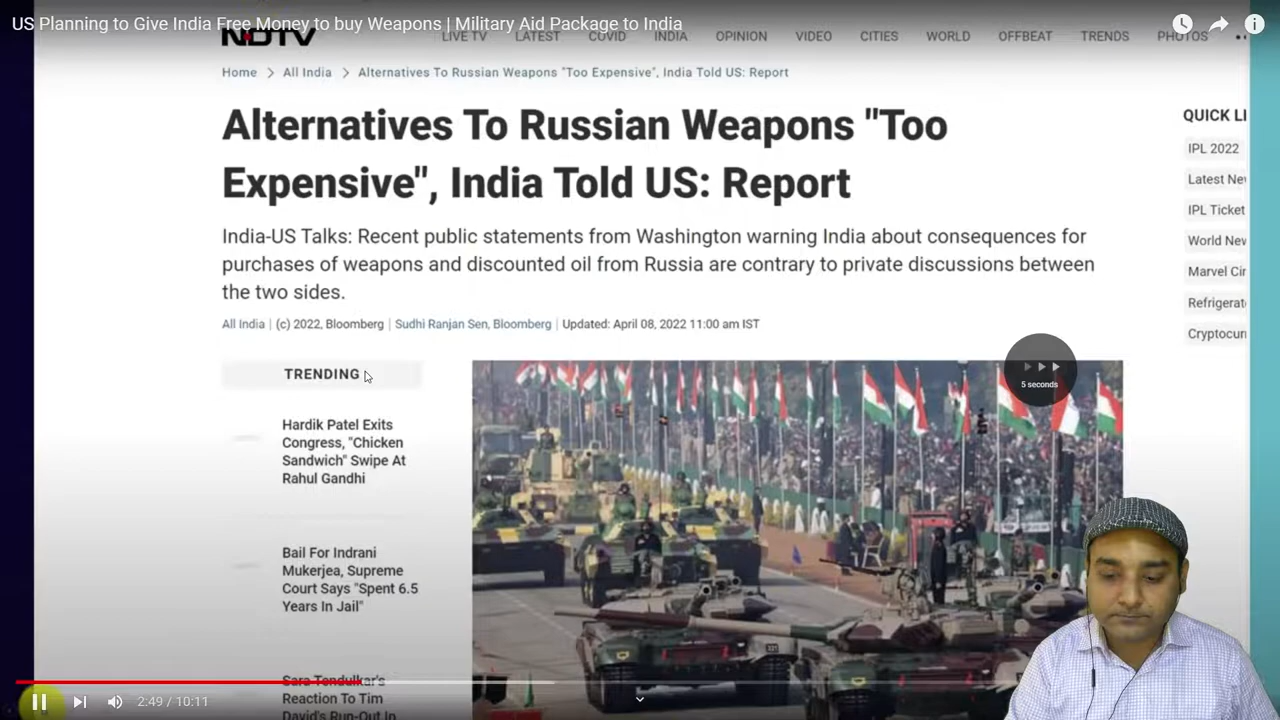 US Planning to Give India Free Money to buy Weapons | Military Aid Package to India
NDTV
LIVE TV LATEST COVID INDIA OPINION VIDEO CITIES WORLD OFFBEAT TRENDS PHOTOS
Home > All India > Alternatives To Russian Weapons "Too Expensive", India Told US: Report
Alternatives To Russian Weapons "Too
Expensive", India Told US: Report
QUICK LI
IPL 2022
Latest Nev
IPL Ticket
World New
Marvel Cir
Refrigerat
Cryptocurr
India-US Talks: Recent public statements from Washington warning India about consequences for
purchases of weapons and discounted oil from Russia are contrary to private discussions between
the two sides.
All India | (c) 2022, Bloomberg | Sudhi Ranjan Sen, Bloomberg | Updated: April 08, 2022 11:00 am IST
TRENDING
Hardik Patel Exits
Congress, "Chicken
Sandwich" Swipe At
Rahul Gandhi
Bail For Indrani
Mukerjea, Supreme
Court Says "Spent 6.5
Years In Jail"
Sara Tendulkar's
Reaction To Tim
David's Run-Out In
5 seconds
2:49 / 10:11